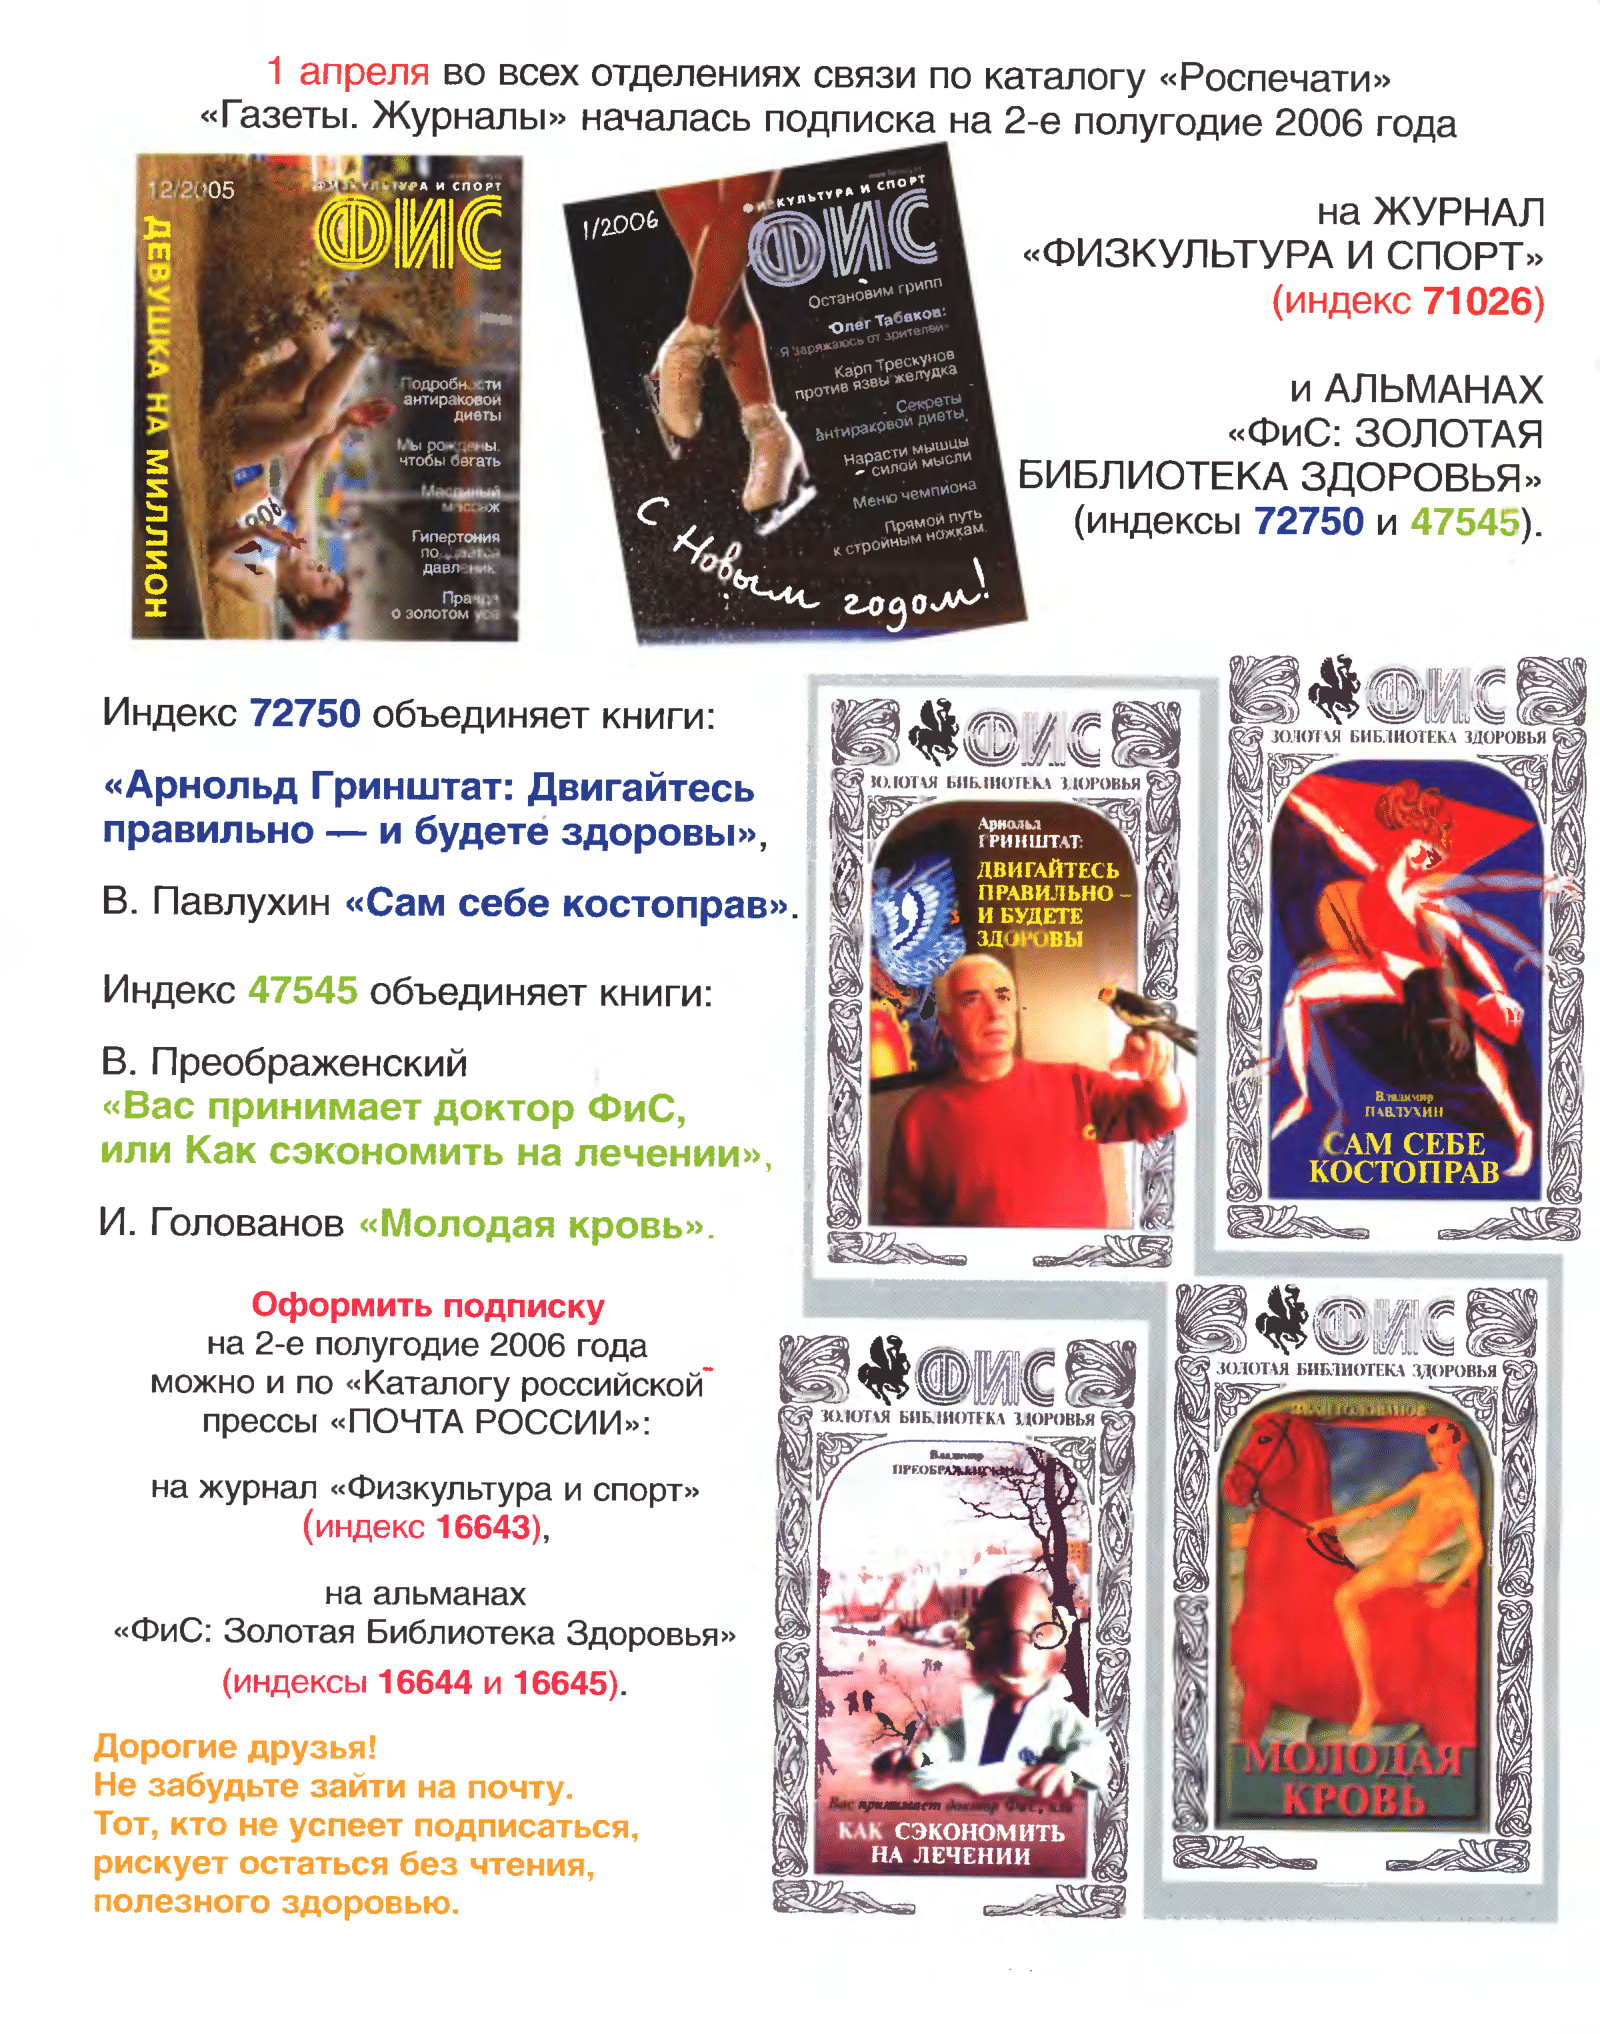 1 апреля во всех отделениях связи по каталогу «Роспечати»
«Газеты. Журналы» началась подписка на 2-е полугодие 2006 года
12/2005
ФИЗКУЛЬТУРА И СПОРТ
ФИС
ДЕВУШКА НА МИЛЛИОН
Подробности
антираковой
диеты
Мы рождены,
чтобы бегать
Масляный
массаж
Гипертония
давления
Правда
о золотом усе
1/2006
ФИЗКУЛЬТУРА И СПОРТ
ФИС
Остановим грипп
Олег Табаков:
Я заряжаюсь от зрителей
Карп Трескунов
против язвы желудка
Секреты
антираковой диеты
Нарасти мышцы
силой мысли
Меню чемпиона
Прямой путь
к стройным ножкам
С Новым годом!
на ЖУРНАЛ
«ФИЗКУЛЬТУРА И СПОРТ»
(индекс 71026)
и АЛЬМАНАХ
«ФиС: ЗОЛОТАЯ
БИБЛИОТЕКА ЗДОРОВЬЯ»
(индексы 72750 и 47545).
Индекс 72750 объединяет книги:
«Арнольд Гринштат: Двигайтесь
правильно — и будете здоровы»,
В. Павлухин «Сам себе костоправ».
Индекс 47545 объединяет книги:
В. Преображенский
«Вас принимает доктор ФиС,
или Как сэкономить на лечении»,
И. Голованов «Молодая кровь».
Оформить подписку
на 2-е полугодие 2006 года
можно и по «Каталогу российской
прессы «ПОЧТА РОССИИ»:
на журнал «Физкультура и спорт»
(индекс 16643),
на альманах
«ФиС: Золотая Библиотека Здоровья»
(индексы 16644 и 16645).
Дорогие друзья!
Не забудьте зайти на почту.
Тот, кто не успеет подписаться,
рискует остаться без чтения,
полезного здоровью.
ФИС
ЗОЛОТАЯ БИБЛИОТЕКА ЗДОРОВЬЯ
Арнольд
ГРИНШТАТ:
ДВИГАЙТЕСЬ
ПРАВИЛЬНО –
И БУДЕТЕ
ЗДОРОВЫ
ФИС
ЗОЛОТАЯ БИБЛИОТЕКА ЗДОРОВЬЯ
Владимир
ПАВЛУХИН
САМ СЕБЕ
КОСТОПРАВ
ФИС
ЗОЛОТАЯ БИБЛИОТЕКА ЗДОРОВЬЯ
Владимир
ПРЕОБРАЖЕНСКИЙ
Вас принимает доктор ФиС, или
КАК СЭКОНОМИТЬ
НА ЛЕЧЕНИИ
ФИС
ЗОЛОТАЯ БИБЛИОТЕКА ЗДОРОВЬЯ
ИВАН ГОЛОВАНОВ
МОЛОДАЯ
КРОВЬ